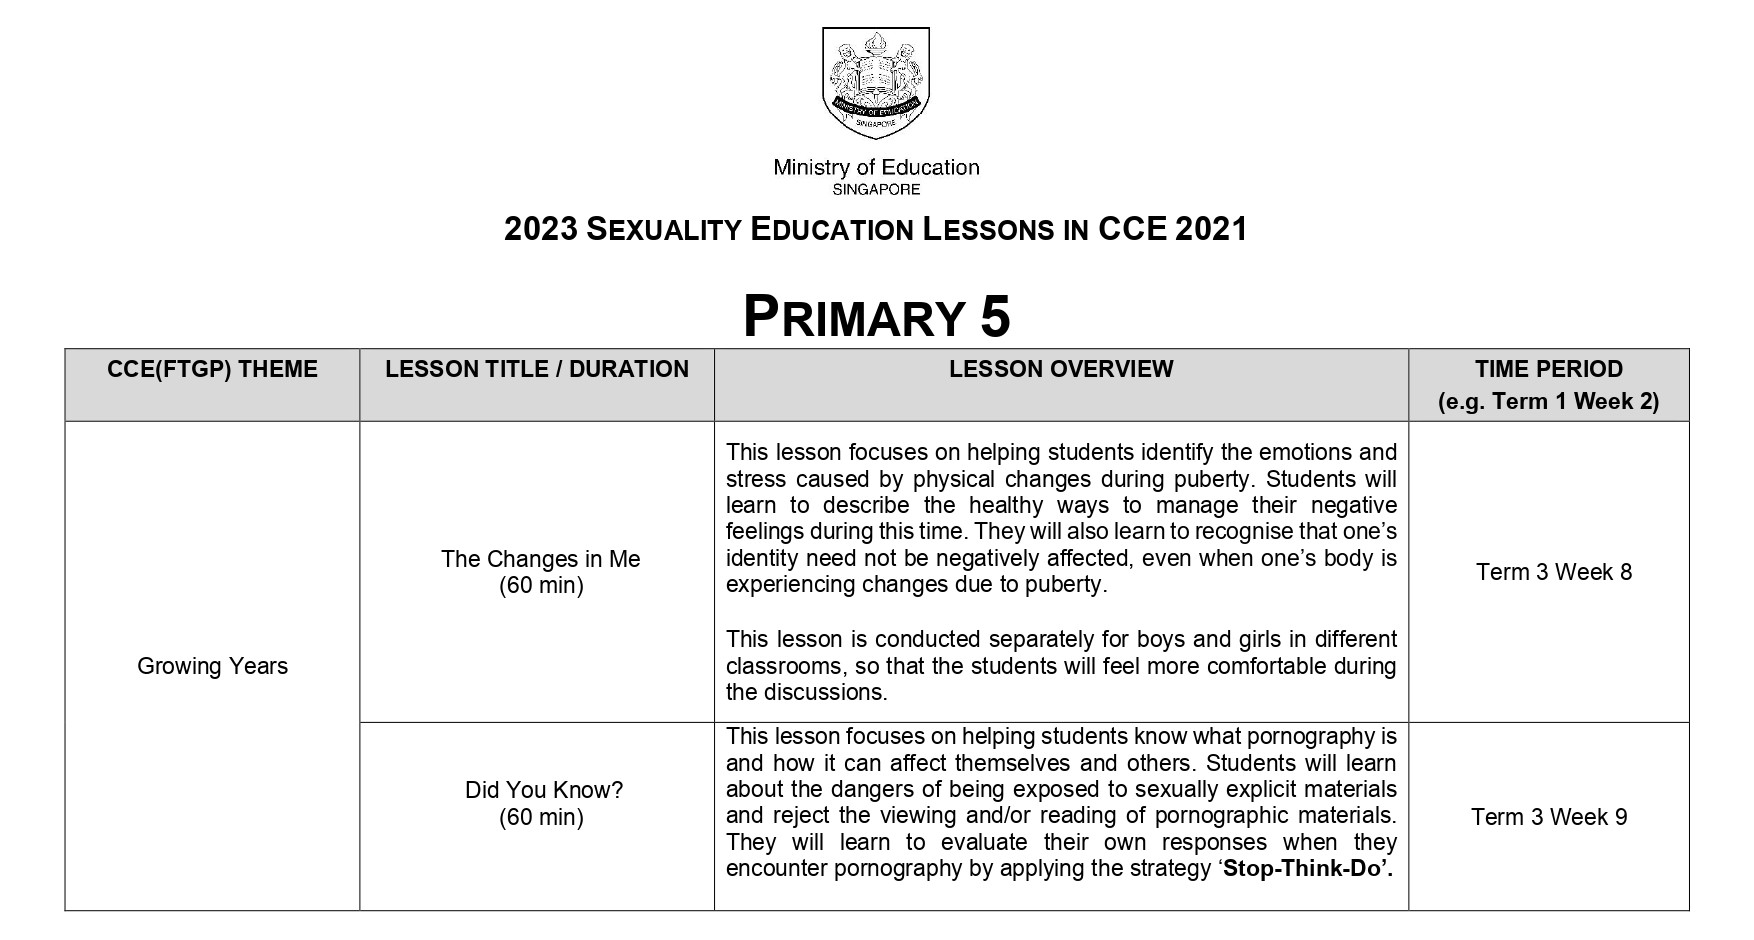 MINISTRY OF EDUCATION
SINGAPORE
Ministry of Education
SINGAPORE
2023 SEXUALITY EDUCATION LESSONS IN CCE 2021
PRIMARY 5
CCE(FTGP) THEME
LESSON TITLE / DURATION
LESSON OVERVIEW
TIME PERIOD
(e.g. Term 1 Week 2)
Growing Years
The Changes in Me
(60 min)
This lesson focuses on helping students identify the emotions and
stress caused by physical changes during puberty. Students will
learn to describe the healthy ways to manage their negative
feelings during this time. They will also learn to recognise that one’s
identity need not be negatively affected, even when one’s body is
experiencing changes due to puberty.
This lesson is conducted separately for boys and girls in different
classrooms, so that the students will feel more comfortable during
the discussions.
Term 3 Week 8
Did You Know?
(60 min)
This lesson focuses on helping students know what pornography is
and how it can affect themselves and others. Students will learn
about the dangers of being exposed to sexually explicit materials
and reject the viewing and/or reading of pornographic materials.
They will learn to evaluate their own responses when they
encounter pornography by applying the strategy ‘Stop-Think-Do’.
Term 3 Week 9